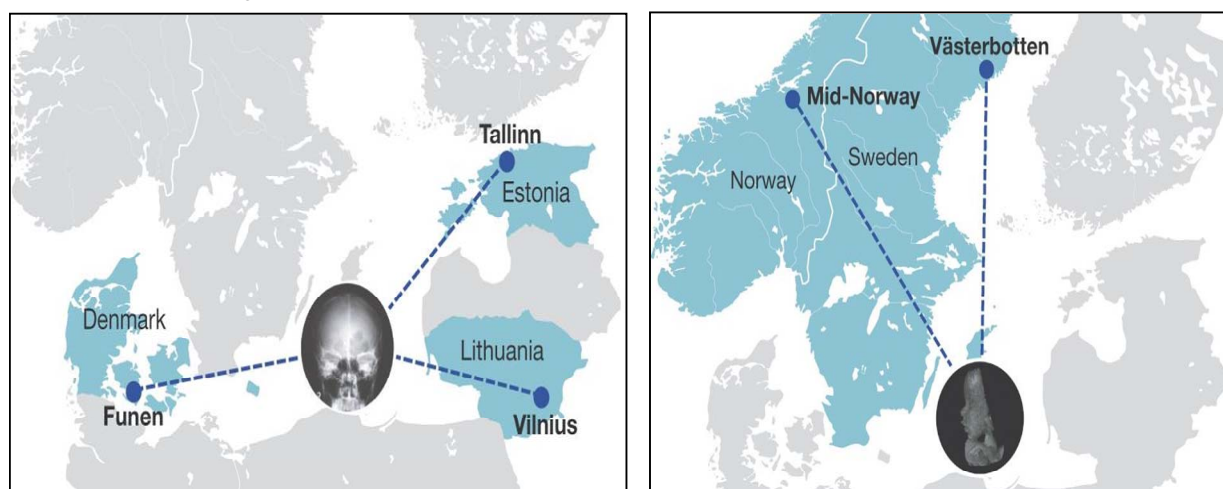 Tallinn
Estonia
Denmark
Lithuania
Funen
Vilnius
Västerbotten
Mid-Norway
Sweden
Norway